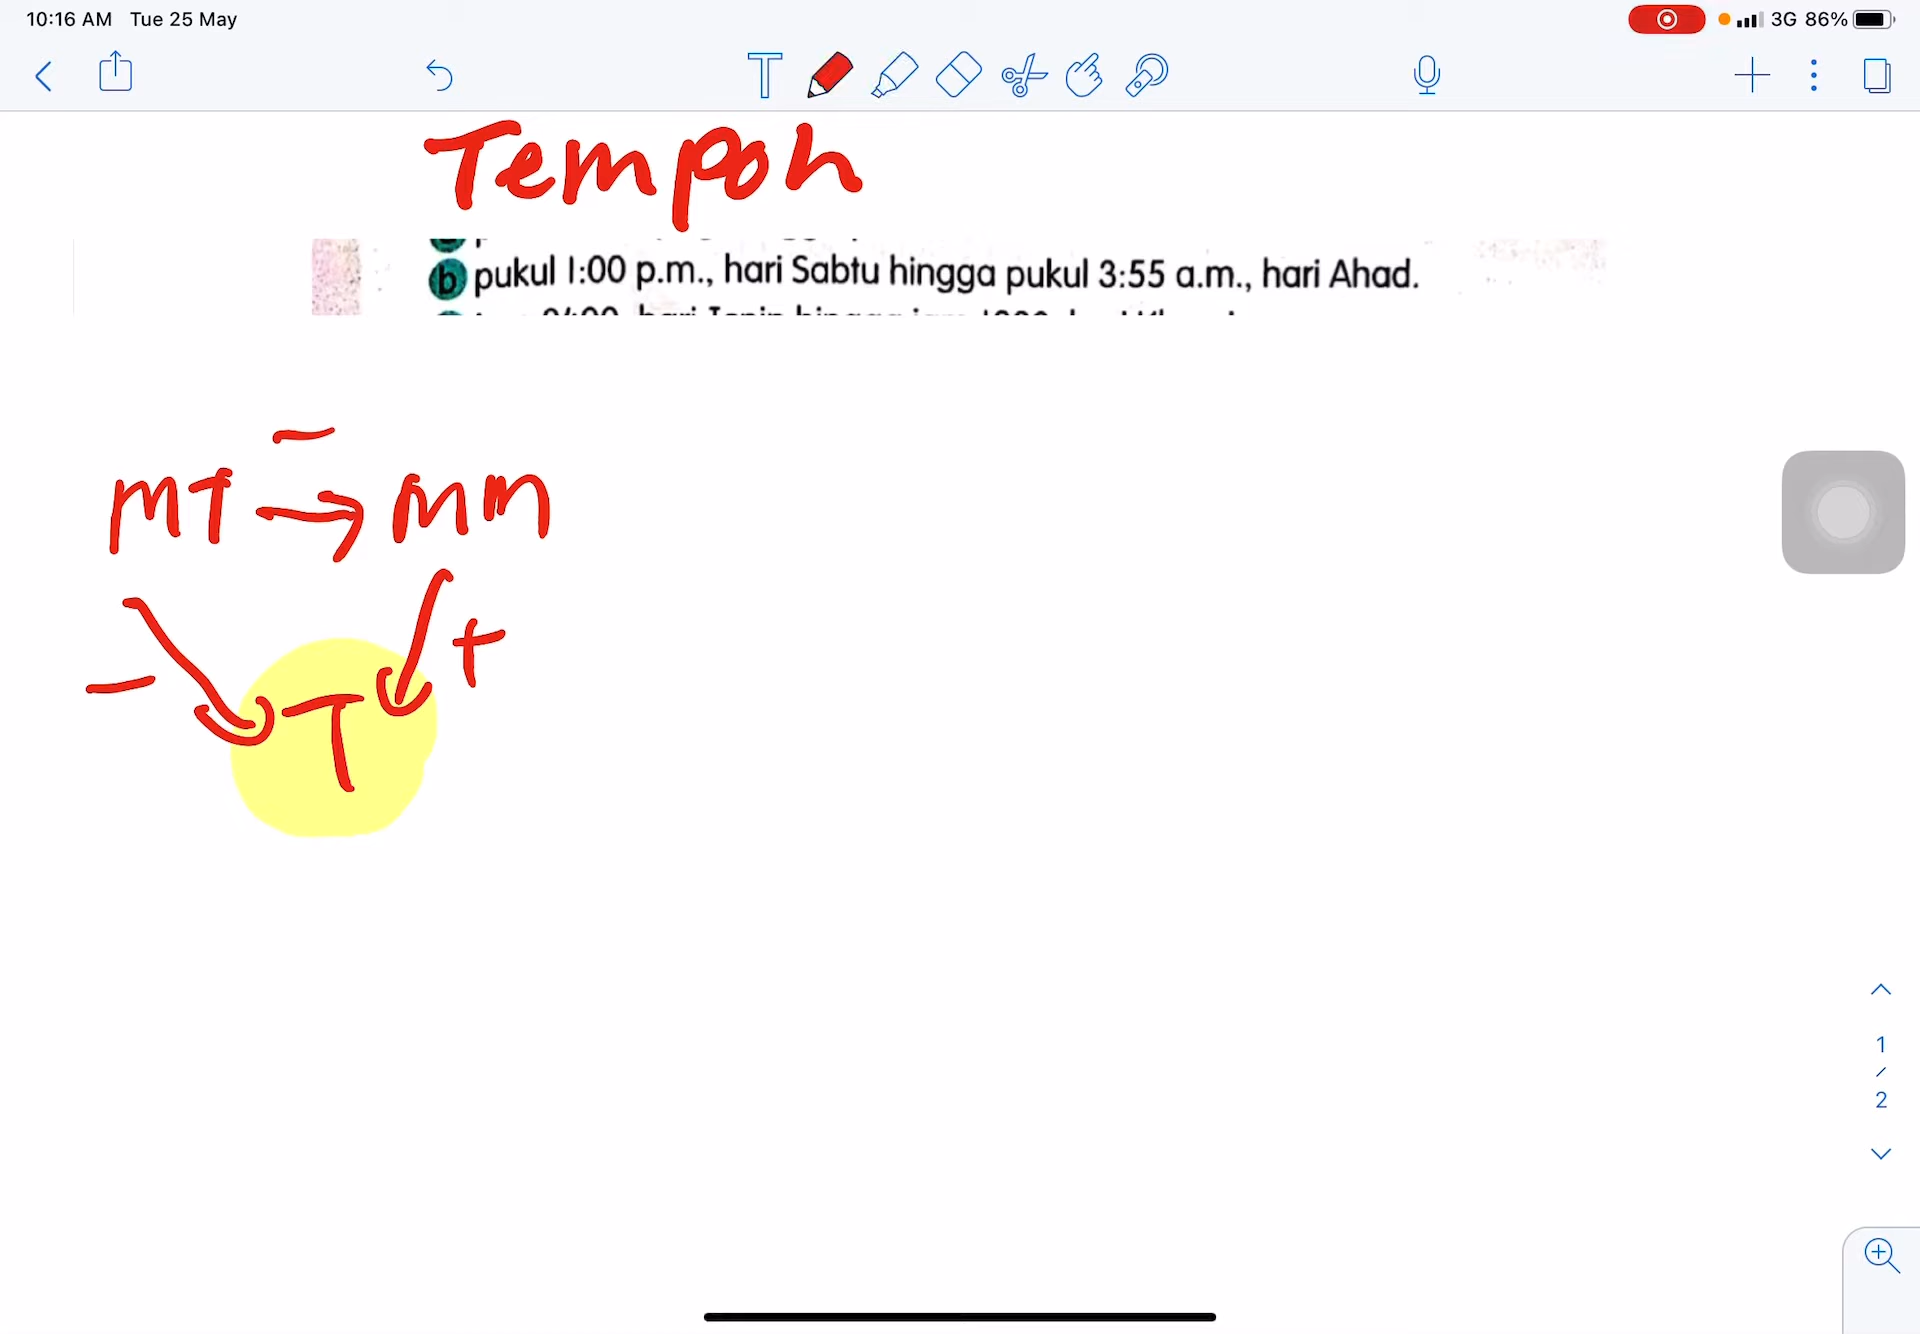 10:16 AM Tue 25 May
3G 86%
Tempoh
b pukul 1:00 p.m., hari Sabtu hingga pukul 3:55 a.m., hari Ahad.
−
MT → MM
− +
T
1
/
2